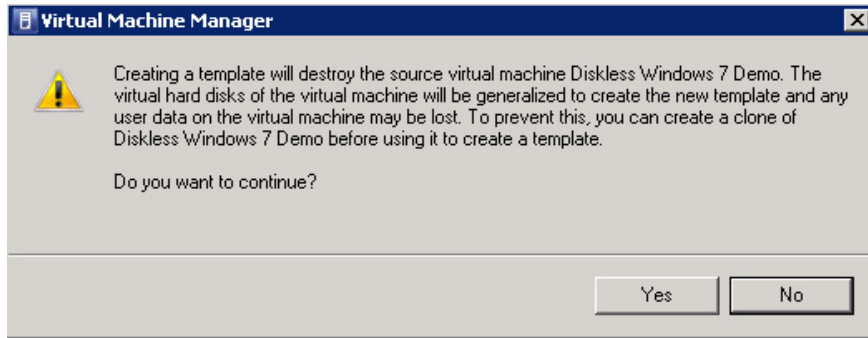 Virtual Machine Manager
Creating a template will destroy the source virtual machine Diskless Windows 7 Demo. The
virtual hard disks of the virtual machine will be generalized to create the new template and any
user data on the virtual machine may be lost. To prevent this, you can create a clone of
Diskless Windows 7 Demo before using it to create a template.
Do you want to continue?
Yes No